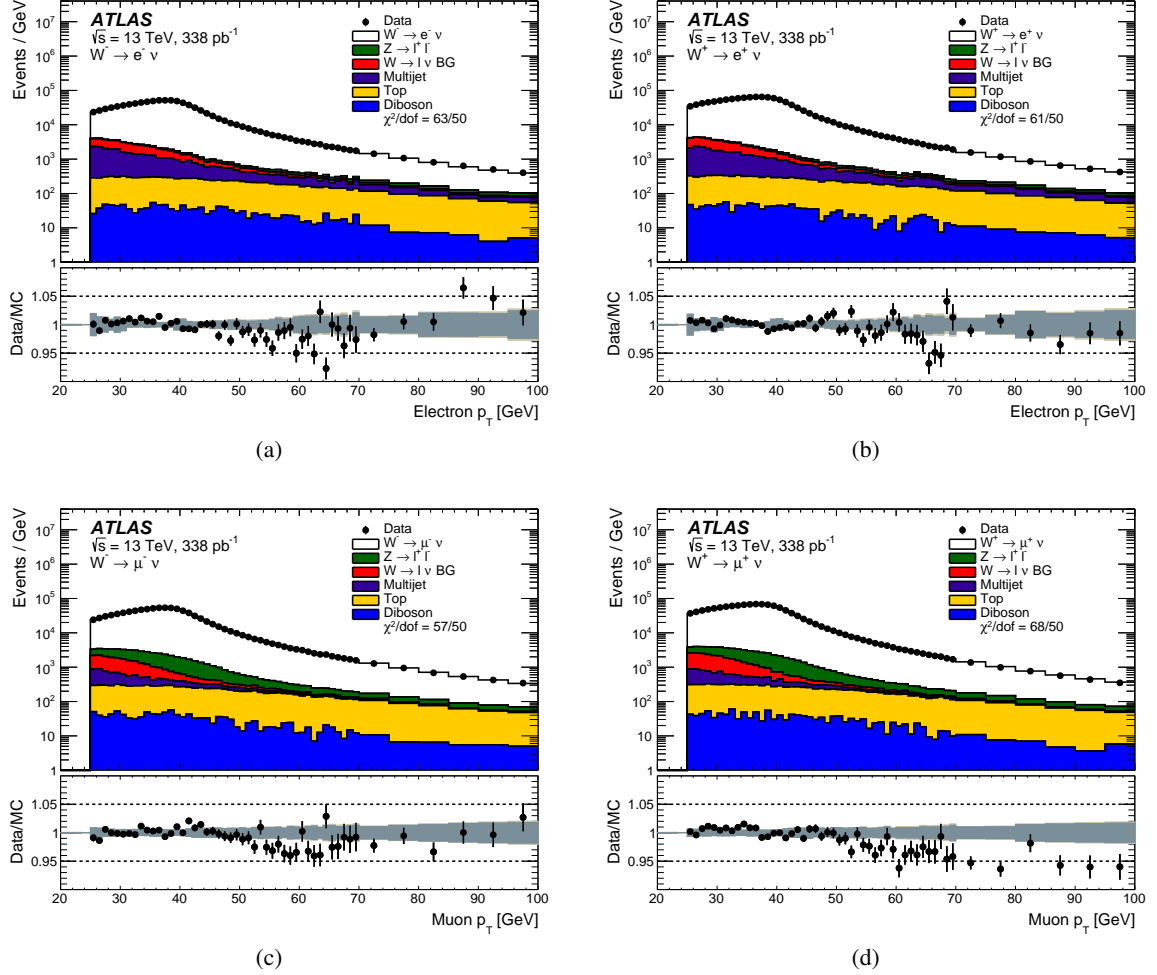 ATLAS
√s = 13 TeV, 338 pb⁻¹
W⁻ → e⁻ ν
Data
W⁻ → e⁻ ν
Z → l⁺ l⁻
W → l ν BG
Multijet
Top
Diboson
χ²/dof = 63/50
Events / GeV
10⁷
10⁶
10⁵
10⁴
10³
10²
10
1
Data/MC
1.05
1
0.95
20 30 40 50 60 70 80 90 100
Electron p_T [GeV]
(a)
ATLAS
√s = 13 TeV, 338 pb⁻¹
W⁺ → e⁺ ν
Data
W⁺ → e⁺ ν
Z → l⁺ l⁻
W → l ν BG
Multijet
Top
Diboson
χ²/dof = 61/50
Events / GeV
10⁷
10⁶
10⁵
10⁴
10³
10²
10
1
Data/MC
1.05
1
0.95
20 30 40 50 60 70 80 90 100
Electron p_T [GeV]
(b)
ATLAS
√s = 13 TeV, 338 pb⁻¹
W⁻ → μ⁻ ν
Data
W⁻ → μ⁻ ν
Z → l⁺ l⁻
W → l ν BG
Multijet
Top
Diboson
χ²/dof = 57/50
Events / GeV
10⁷
10⁶
10⁵
10⁴
10³
10²
10
1
Data/MC
1.05
1
0.95
20 30 40 50 60 70 80 90 100
Muon p_T [GeV]
(c)
ATLAS
√s = 13 TeV, 338 pb⁻¹
W⁺ → μ⁺ ν
Data
W⁺ → μ⁺ ν
Z → l⁺ l⁻
W → l ν BG
Multijet
Top
Diboson
χ²/dof = 68/50
Events / GeV
10⁷
10⁶
10⁵
10⁴
10³
10²
10
1
Data/MC
1.05
1
0.95
20 30 40 50 60 70 80 90 100
Muon p_T [GeV]
(d)